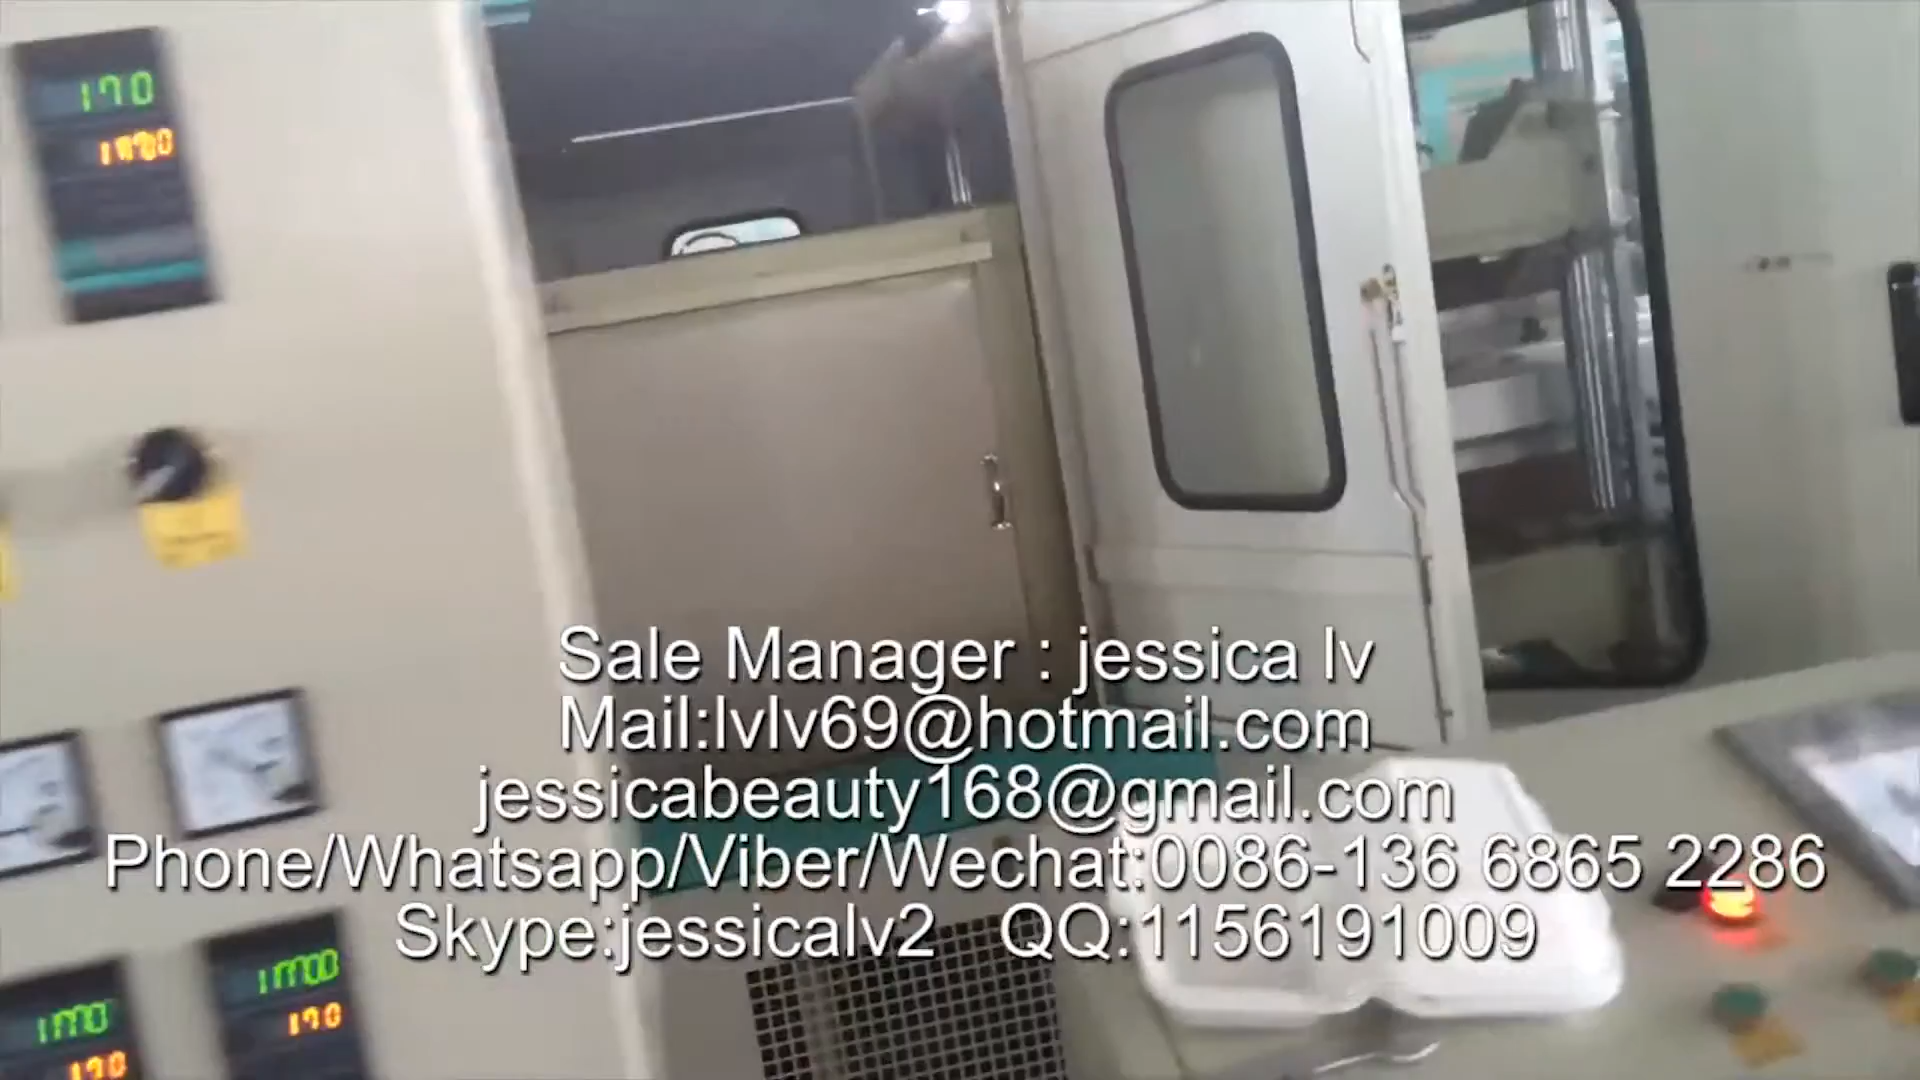 170
170
Sale Manager : jessica lv
Mail:lvlv69@hotmail.com
jessicabeauty168@gmail.com
Phone/Whatsapp/Viber/Wechat:0086-136 6865 2286
Skype:jessicalv2 QQ:1156191009
170